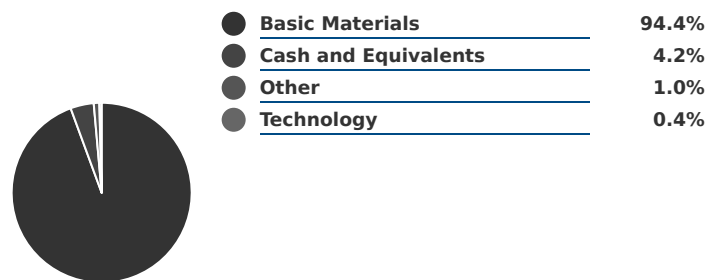 Basic Materials 94.4%
Cash and Equivalents 4.2%
Other 1.0%
Technology 0.4%